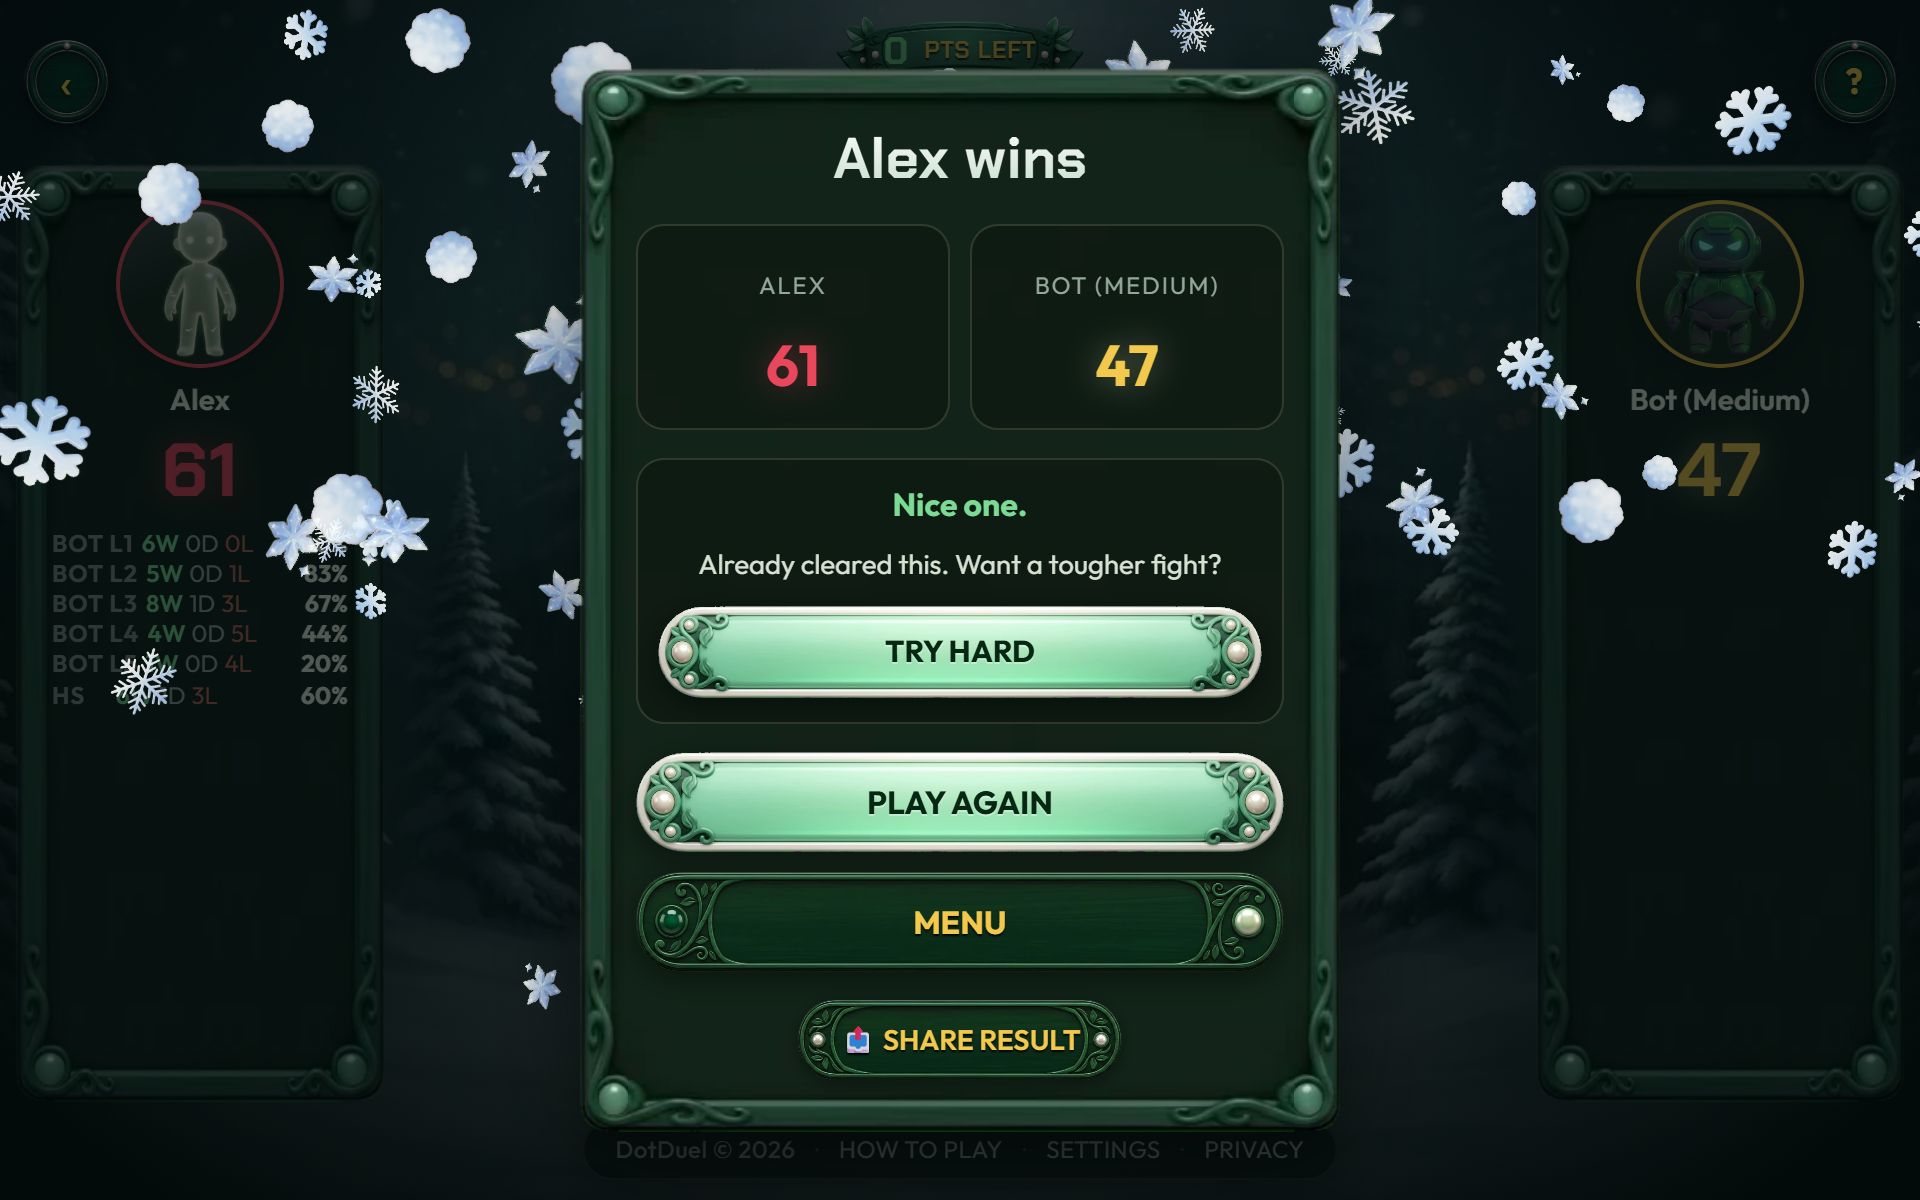 ‹
0 PTS LEFT
?
Alex wins
ALEX
61
BOT (MEDIUM)
47
Nice one.
Already cleared this. Want a tougher fight?
TRY HARD
PLAY AGAIN
MENU
SHARE RESULT
Alex
61
BOT L1 6W 0D 0L
BOT L2 5W 0D 1L 83%
BOT L3 8W 1D 3L 67%
BOT L4 4W 0D 5L 44%
BOT 0D 4L 20%
HS 3L 60%
Bot (Medium)
47
DotDuel © 2026 · HOW TO PLAY · SETTINGS · PRIVACY